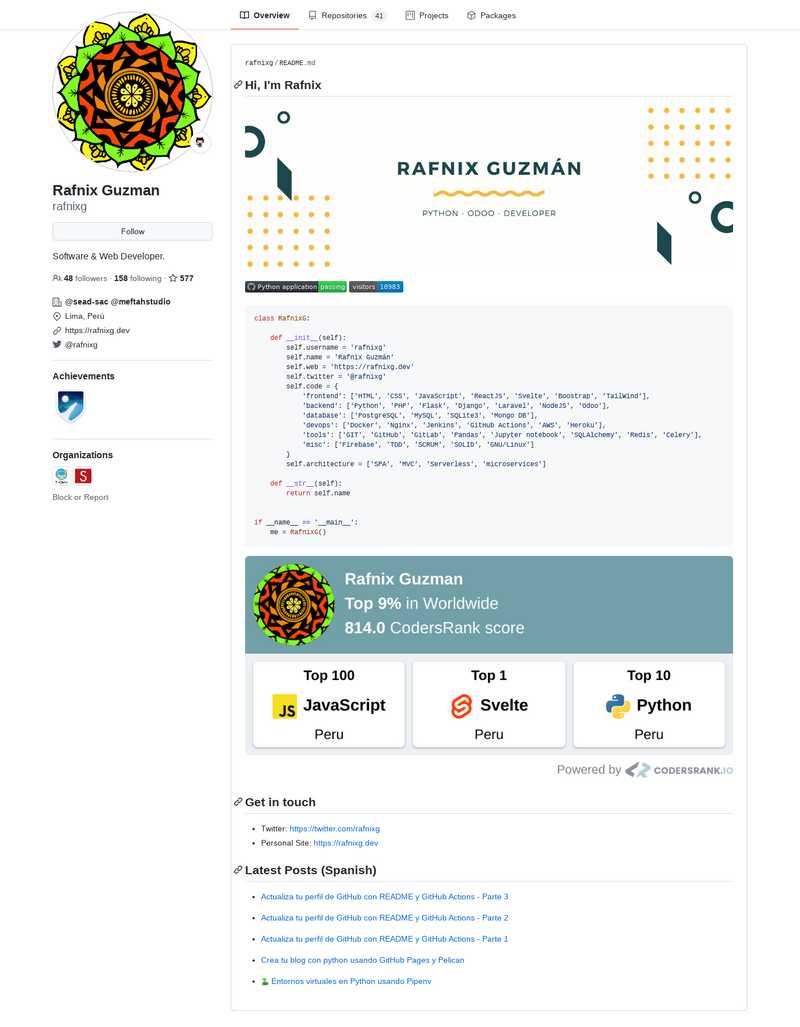 Overview
Repositories 41
Projects
Packages
Rafnix Guzman
rafnixg
Follow
Software & Web Developer.
48 followers · 158 following · 577
@sead-sac @meftahstudio
Lima, Perú
https://rafnixg.dev
@rafnixg
Achievements
Organizations
Block or Report
rafnixg/README.md
Hi, I'm Rafnix
RAFNIX GUZMÁN
PYTHON - ODOO - DEVELOPER
Python application passing
visitors 10983
class RafnixG:
def __init__(self):
self.username = 'rafnixg'
self.name = 'Rafnix Guzmán'
self.web = 'https://rafnixg.dev'
self.twitter = '@rafnixg'
self.code = {
'frontend': ['HTML', 'CSS', 'JavaScript', 'ReactJS', 'Svelte', 'Boostrap', 'TailWind'],
'backend': ['Python', 'PHP', 'Flask', 'Django', 'Laravel', 'NodeJS', 'Odoo'],
'database': ['PostgreSQL', 'MySQL', 'SQLite3', 'Mongo DB'],
'devops': ['Docker', 'Nginx', 'Jenkins', 'GitHub Actions', 'AWS', 'Heroku'],
'tools': ['GIT', 'GitHub', 'GitLab', 'Pandas', 'Jupyter notebook', 'SQLAlchemy', 'Redis', 'Celery'],
'misc': ['Firebase', 'TDD', 'SCRUM', 'SOLID', 'GNU/Linux']
}
self.architecture = ['SPA', 'MVC', 'Serverless', 'microservices']
def __str__(self):
return self.name
if __name__ == '__main__':
me = RafnixG()
Rafnix Guzman
Top 9% in Worldwide
814.0 CodersRank score
Top 100
JS JavaScript
Peru
Top 1
Svelte
Peru
Top 10
Python
Peru
Powered by CODERSRANK.IO
Get in touch
Twitter: https://twitter.com/rafnixg
Personal Site: https://rafnixg.dev
Latest Posts (Spanish)
Actualiza tu perfil de GitHub con README y GitHub Actions - Parte 3
Actualiza tu perfil de GitHub con README y GitHub Actions - Parte 2
Actualiza tu perfil de GitHub con README y GitHub Actions - Parte 1
Crea tu blog con python usando GitHub Pages y Pelican
Entornos virtuales en Python usando Pipenv